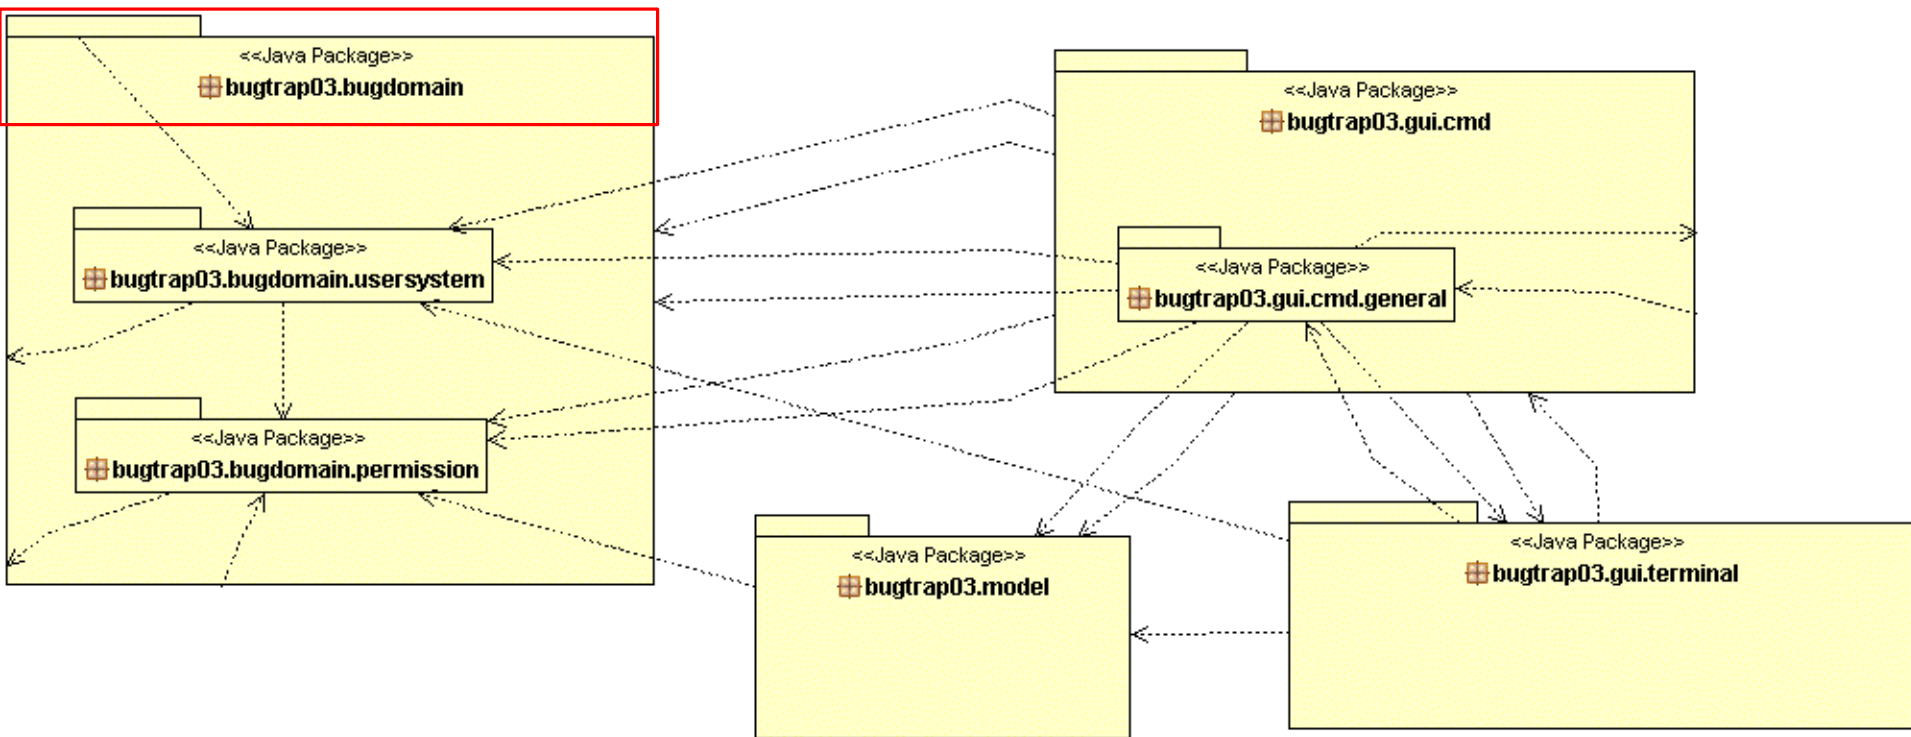 <<Java Package>>
bugtrap03.bugdomain
<<Java Package>>
bugtrap03.bugdomain.usersystem
<<Java Package>>
bugtrap03.bugdomain.permission
<<Java Package>>
bugtrap03.gui.cmd
<<Java Package>>
bugtrap03.gui.cmd.general
<<Java Package>>
bugtrap03.model
<<Java Package>>
bugtrap03.gui.terminal